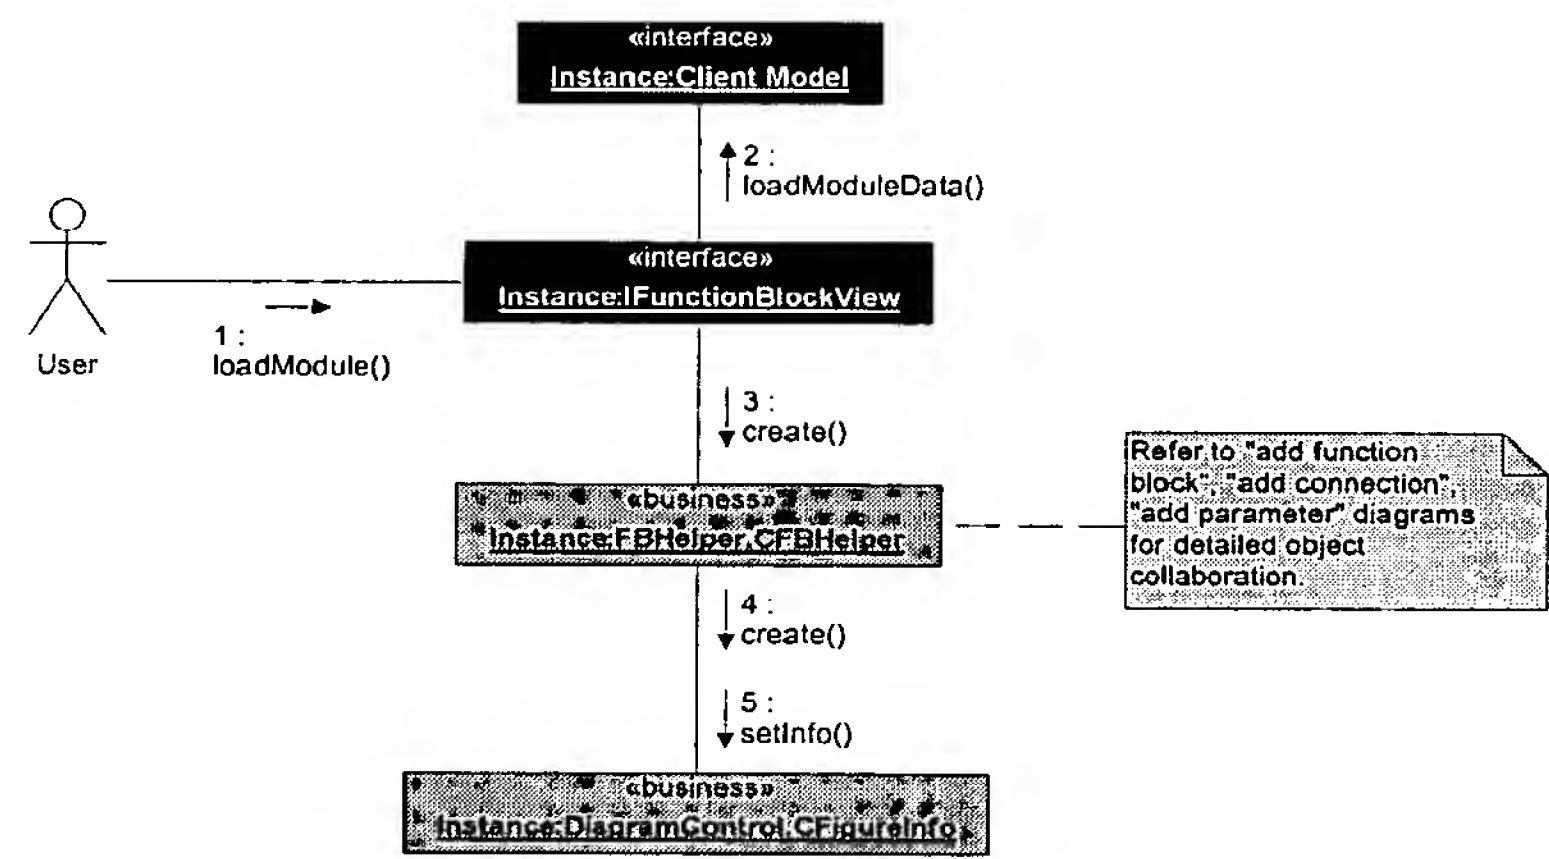 «interface»
Instance:Client Model
2 :
loadModuleData()
«interface»
Instance:IFunctionBlockView
1 :
loadModule()
User
3 :
create()
«business»
Instance:FBHelper.CFBHelper
Refer to "add function
block", "add connection",
"add parameter" diagrams
for detailed object
collaboration.
4 :
create()
5 :
setInfo()
«business»
Instance:DiagramControl.CFigureInfo